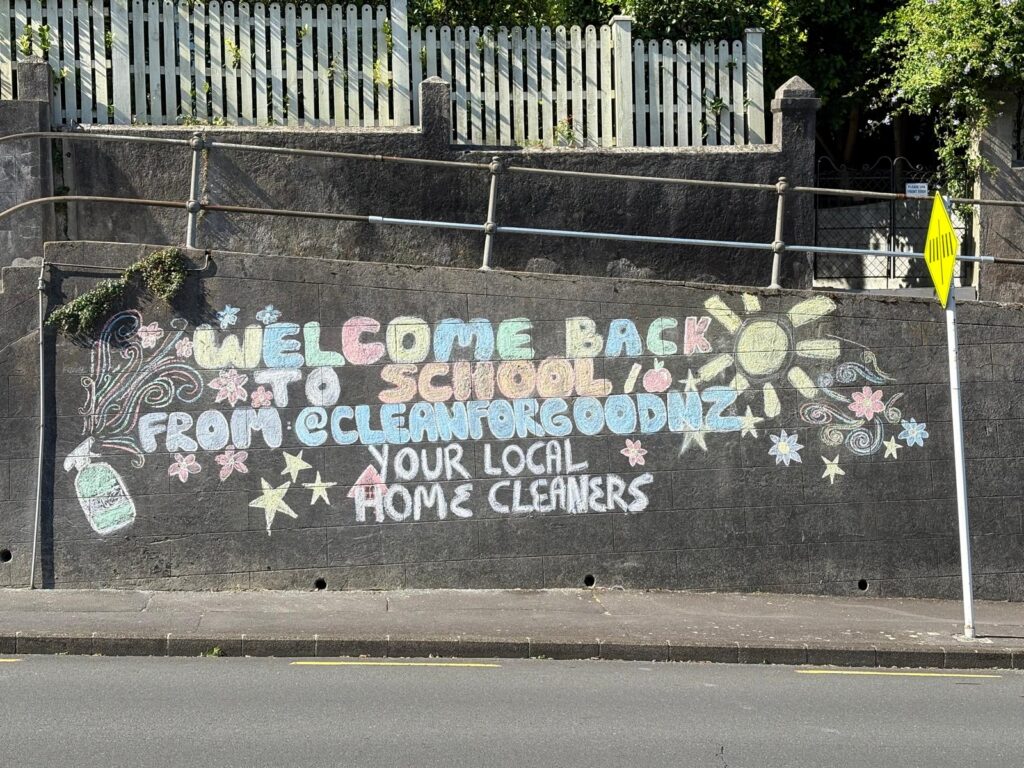 WELCOME BACK
TO SCHOOL
FROM: @CLEANFORGOODNZ
YOUR LOCAL
HOME CLEANERS